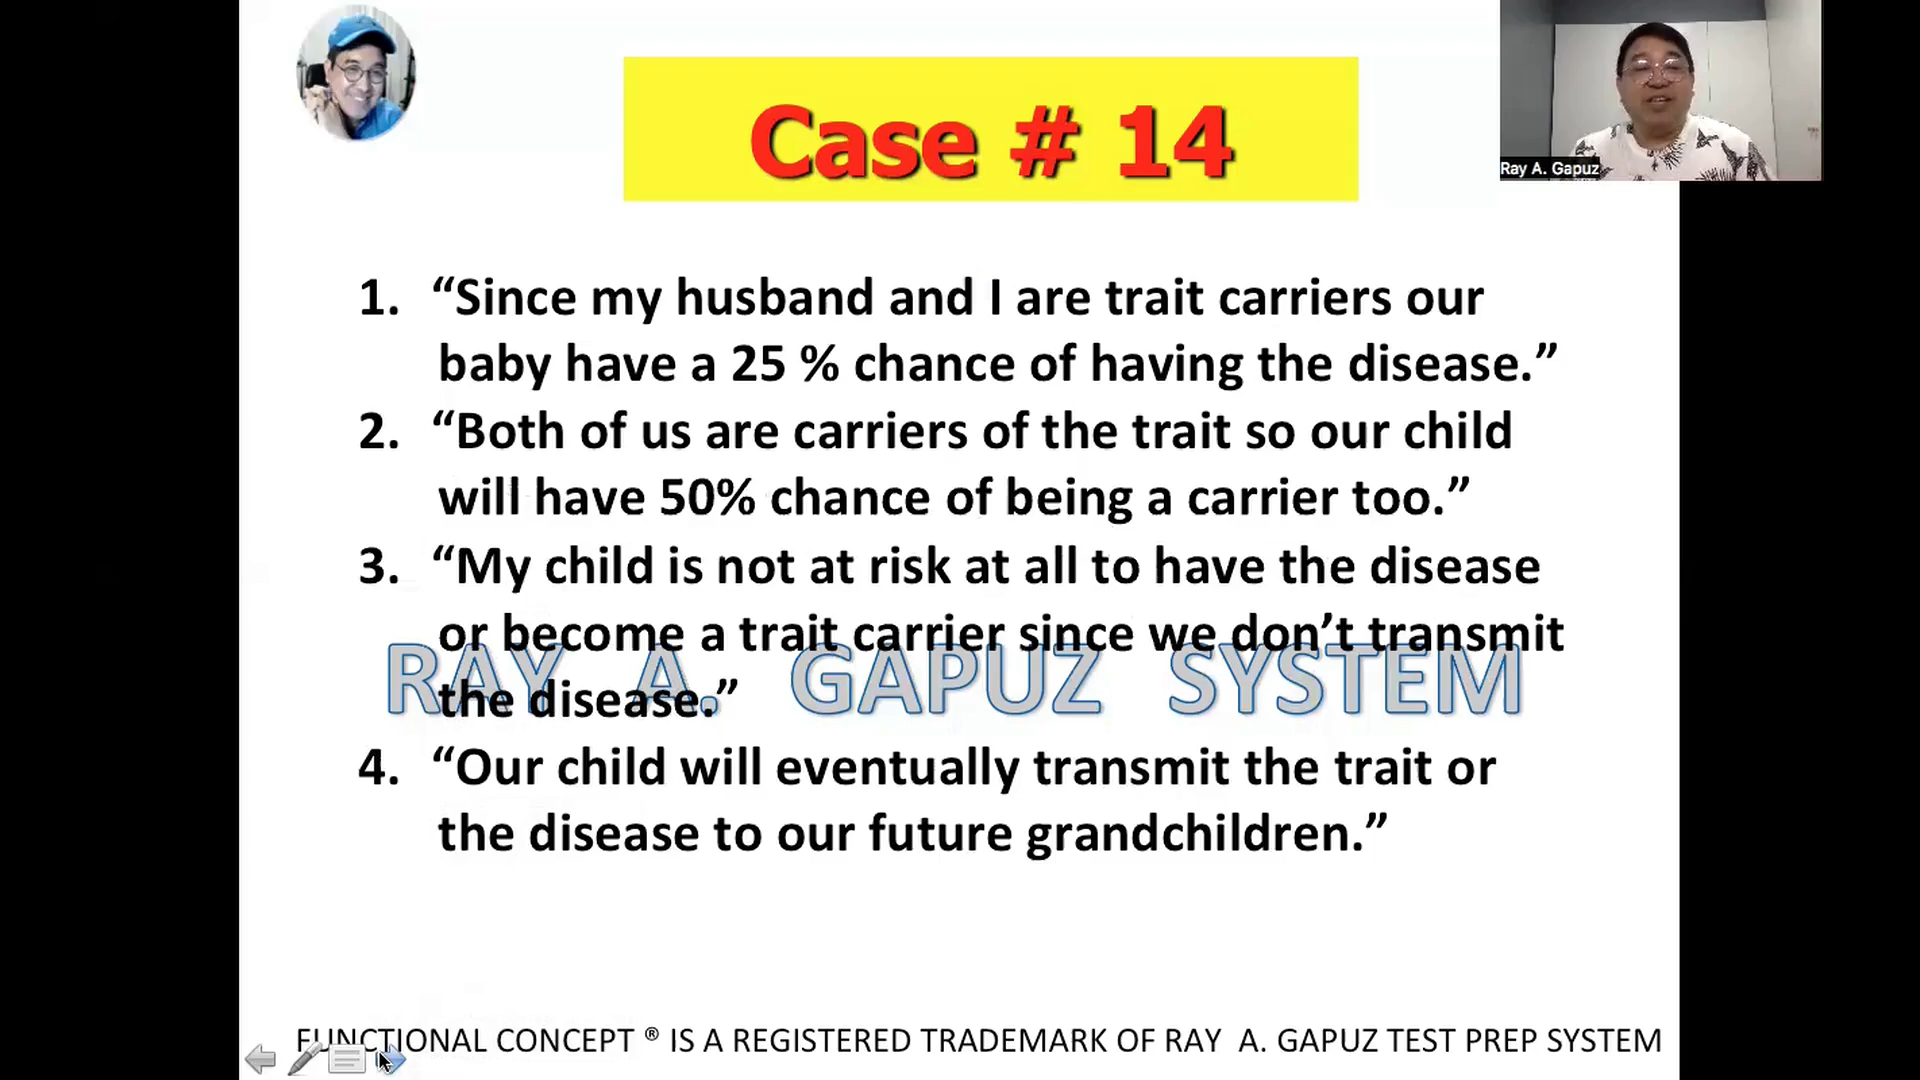 Case # 14
Ray A. Gapuz
1. “Since my husband and I are trait carriers our
baby have a 25 % chance of having the disease.”
2. “Both of us are carriers of the trait so our child
will have 50% chance of being a carrier too.”
3. “My child is not at risk at all to have the disease
or become a trait carrier since we don’t transmit
the disease.”
RAY A. GAPUZ SYSTEM
4. “Our child will eventually transmit the trait or
the disease to our future grandchildren.”
FUNCTIONAL CONCEPT ® IS A REGISTERED TRADEMARK OF RAY A. GAPUZ TEST PREP SYSTEM